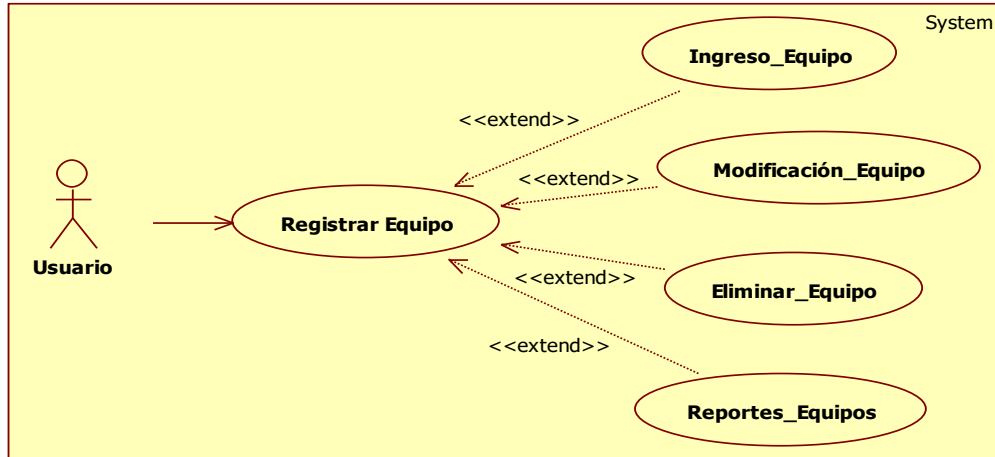 System
Ingreso_Equipo
<<extend>>
Modificación_Equipo
<<extend>>
Registrar Equipo
Usuario
<<extend>>
Eliminar_Equipo
<<extend>>
Reportes_Equipos